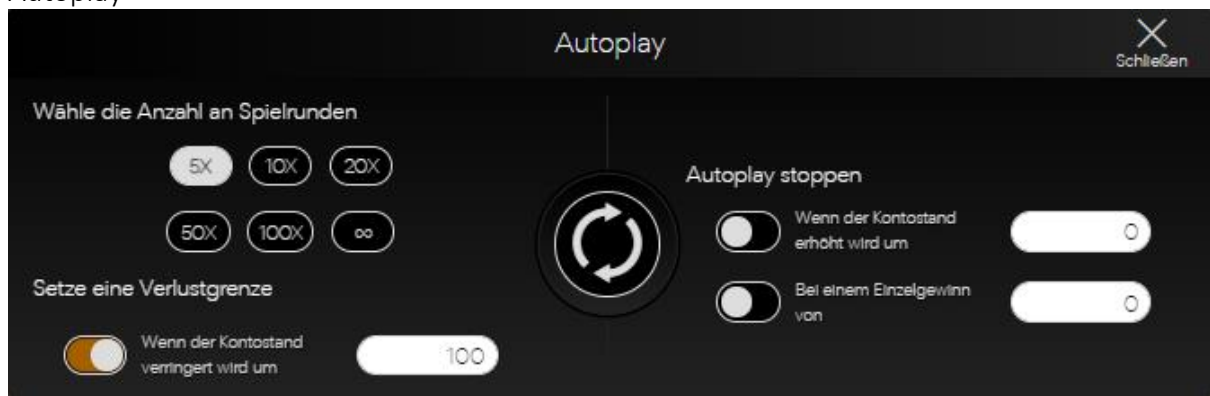 Autoplay
Schließen
Wähle die Anzahl an Spielrunden
5X 10X 20X
50X 100X ∞
Setze eine Verlustgrenze
Wenn der Kontostand
verringert wird um
100
Autoplay stoppen
Wenn der Kontostand
erhöht wird um
0
Bei einem Einzelgewinn
von
0